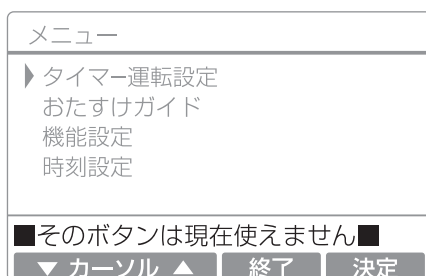 メニュー
▶タイマー運転設定
おたすけガイド
機能設定
時刻設定
■そのボタンは現在使えません■
▼ カーソル ▲ 終了 決定